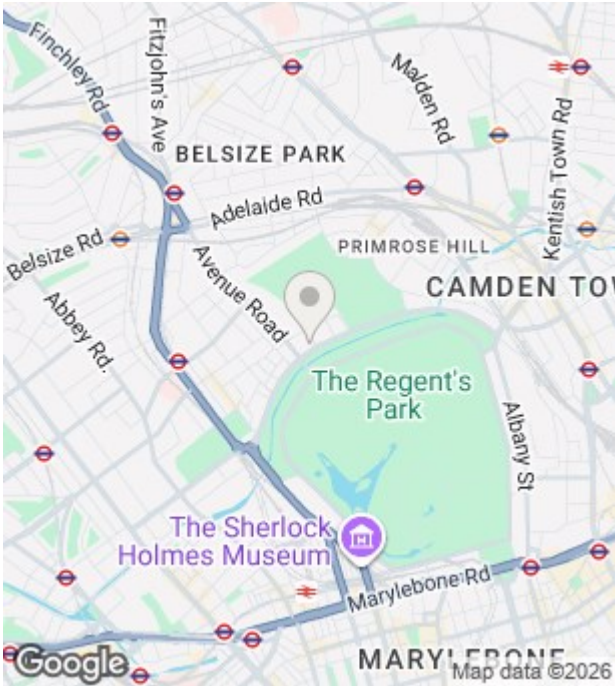 Finchley Rd
Fitzjohn's Ave
Malden Rd
Kentish Town Rd
BELSIZE PARK
Adelaide Rd
Belsize Rd
PRIMROSE HILL
Avenue Road
CAMDEN TOW
Abbey Rd.
The Regent's
Park
Albany St
The Sherlock
Holmes Museum
Marylebone Rd
MARYLEBONE
Google
Map data ©2026